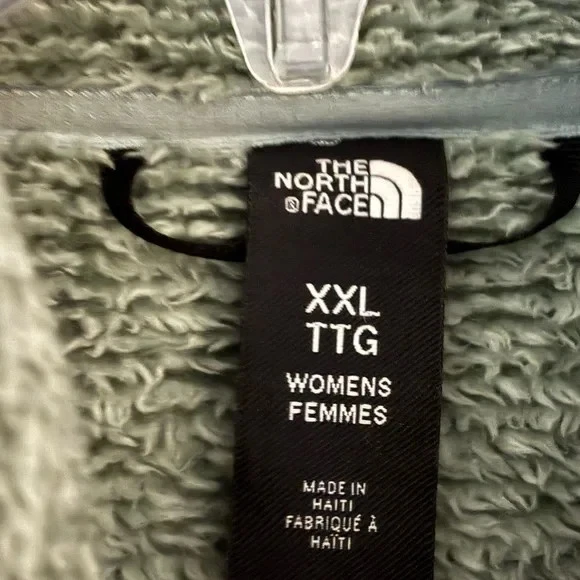 THE
NORTH
® FACE
XXL
TTG
WOMENS
FEMMES
MADE IN
HAITI
FABRIQUÉ À
HAÏTI